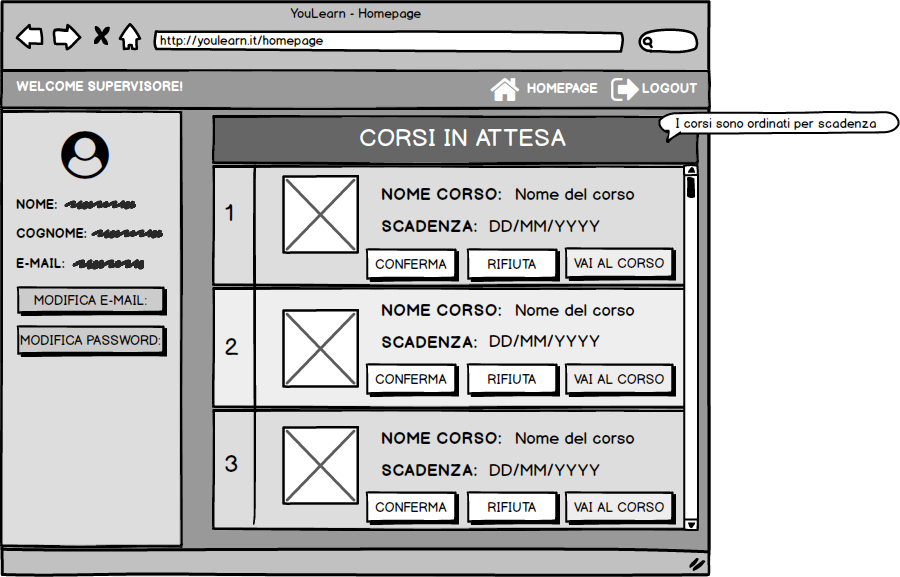 YouLearn - Homepage
http://youlearn.it/homepage
WELCOME SUPERVISORE!
HOMEPAGE
LOGOUT
I corsi sono ordinati per scadenza
NOME:
COGNOME:
E-MAIL:
MODIFICA E-MAIL:
MODIFICA PASSWORD:
CORSI IN ATTESA
1
NOME CORSO: Nome del corso
SCADENZA: DD/MM/YYYY
CONFERMA
RIFIUTA
VAI AL CORSO
2
NOME CORSO: Nome del corso
SCADENZA: DD/MM/YYYY
CONFERMA
RIFIUTA
VAI AL CORSO
3
NOME CORSO: Nome del corso
SCADENZA: DD/MM/YYYY
CONFERMA
RIFIUTA
VAI AL CORSO